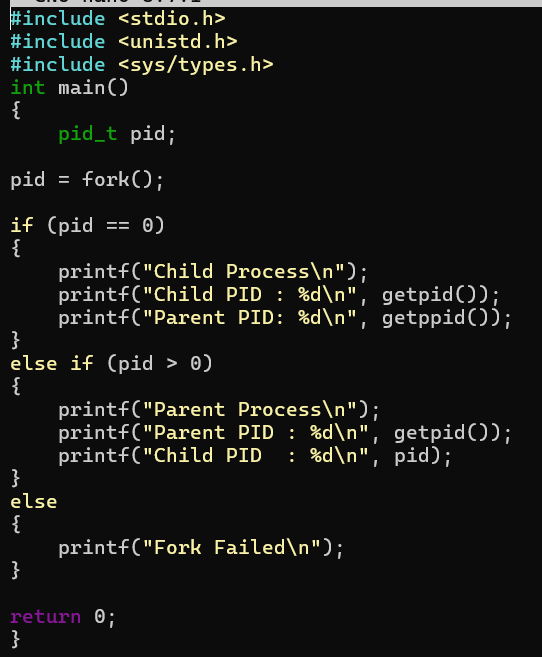 #include <stdio.h>
#include <unistd.h>
#include <sys/types.h>
int main()
{
    pid_t pid;

pid = fork();

if (pid == 0)
{
    printf("Child Process\n");
    printf("Child PID : %d\n", getpid());
    printf("Parent PID: %d\n", getppid());
}
else if (pid > 0)
{
    printf("Parent Process\n");
    printf("Parent PID : %d\n", getpid());
    printf("Child PID  : %d\n", pid);
}
else
{
    printf("Fork Failed\n");
}

return 0;
}